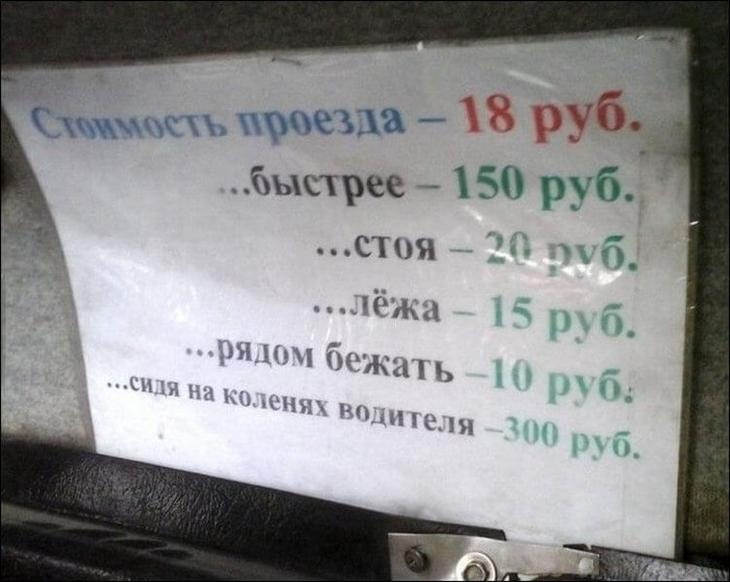 Стоимость проезда – 18 руб.
...быстрее – 150 руб.
...стоя – 20 руб.
...лёжа – 15 руб.
...рядом бежать –10 руб.
...сидя на коленях водителя –300 руб.